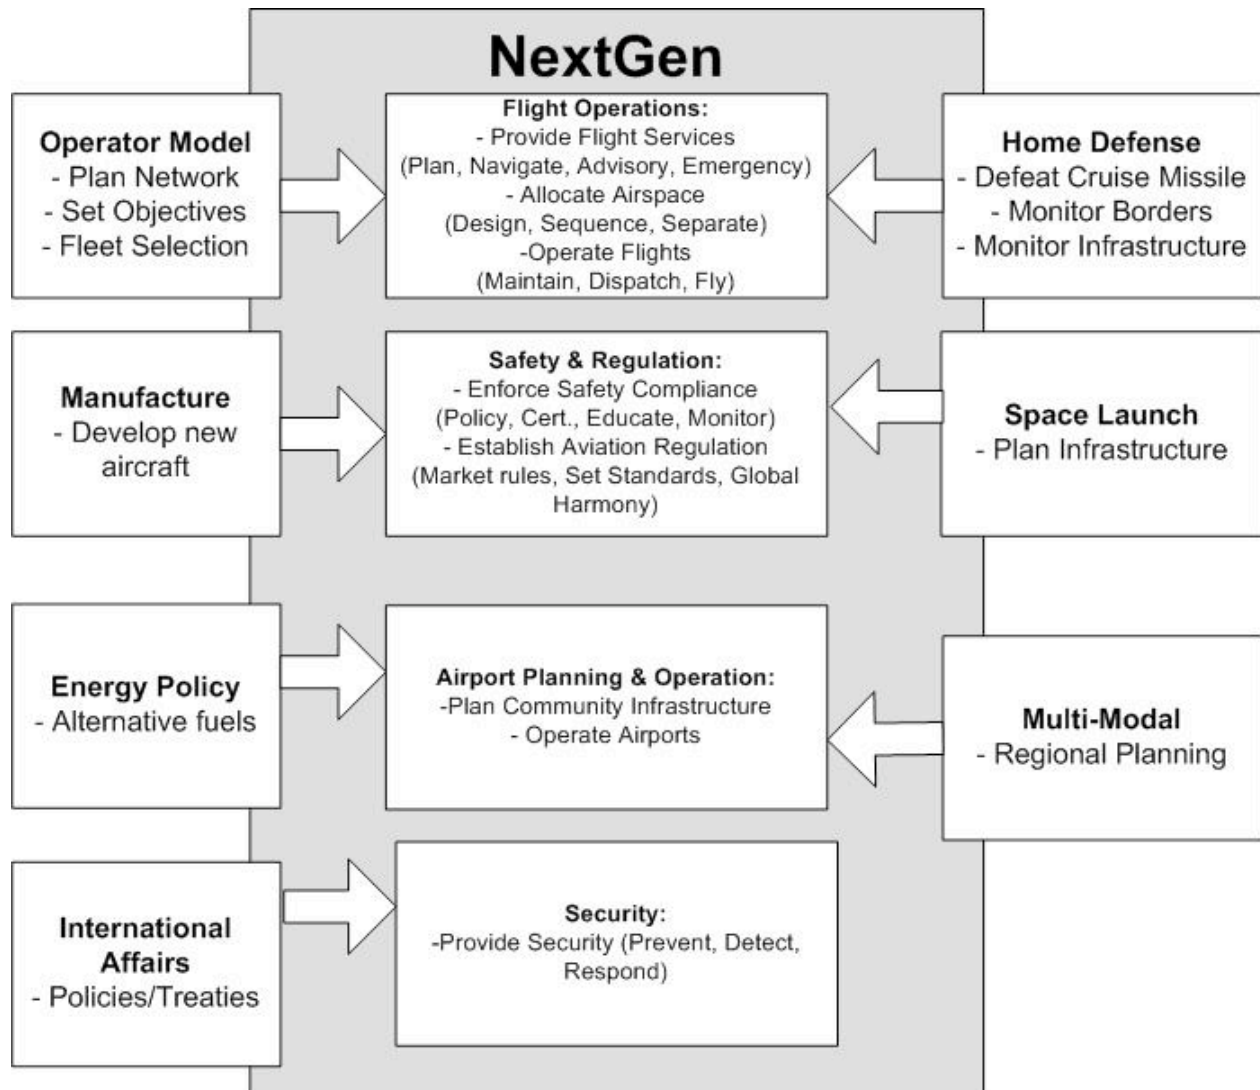 NextGen
Operator Model
- Plan Network
- Set Objectives
- Fleet Selection
Flight Operations:
- Provide Flight Services
(Plan, Navigate, Advisory, Emergency)
- Allocate Airspace
(Design, Sequence, Separate)
-Operate Flights
(Maintain, Dispatch, Fly)
Home Defense
- Defeat Cruise Missile
- Monitor Borders
- Monitor Infrastructure
Manufacture
- Develop new
aircraft
Safety & Regulation:
- Enforce Safety Compliance
(Policy, Cert., Educate, Monitor)
- Establish Aviation Regulation
(Market rules, Set Standards, Global
Harmony)
Space Launch
- Plan Infrastructure
Energy Policy
- Alternative fuels
Airport Planning & Operation:
-Plan Community Infrastructure
- Operate Airports
Multi-Modal
- Regional Planning
International
Affairs
- Policies/Treaties
Security:
-Provide Security (Prevent, Detect,
Respond)